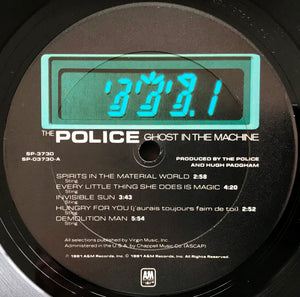 THE POLICE GHOST IN THE MACHINE
SP-3730
SP-03730-A
PRODUCED BY THE POLICE
AND HUGH PADGHAM
SPIRITS IN THE MATERIAL WORLD 2:58
Sting
EVERY LITTLE THING SHE DOES IS MAGIC 4:20
Sting
INVISIBLE SUN 3:43
Sting
HUNGRY FOR YOU (j'aurais toujours faim de toi) 2:52
Sting
DEMOLITION MAN 5:54
Sting
All selections published by Virgin Music, Inc
Administered in the U.S.A. by Chappell Music Co (ASCAP)
© 1981 A&M Records, Inc. ℗ 1981 A&M Records, Inc. All Rights Reserved
A&M